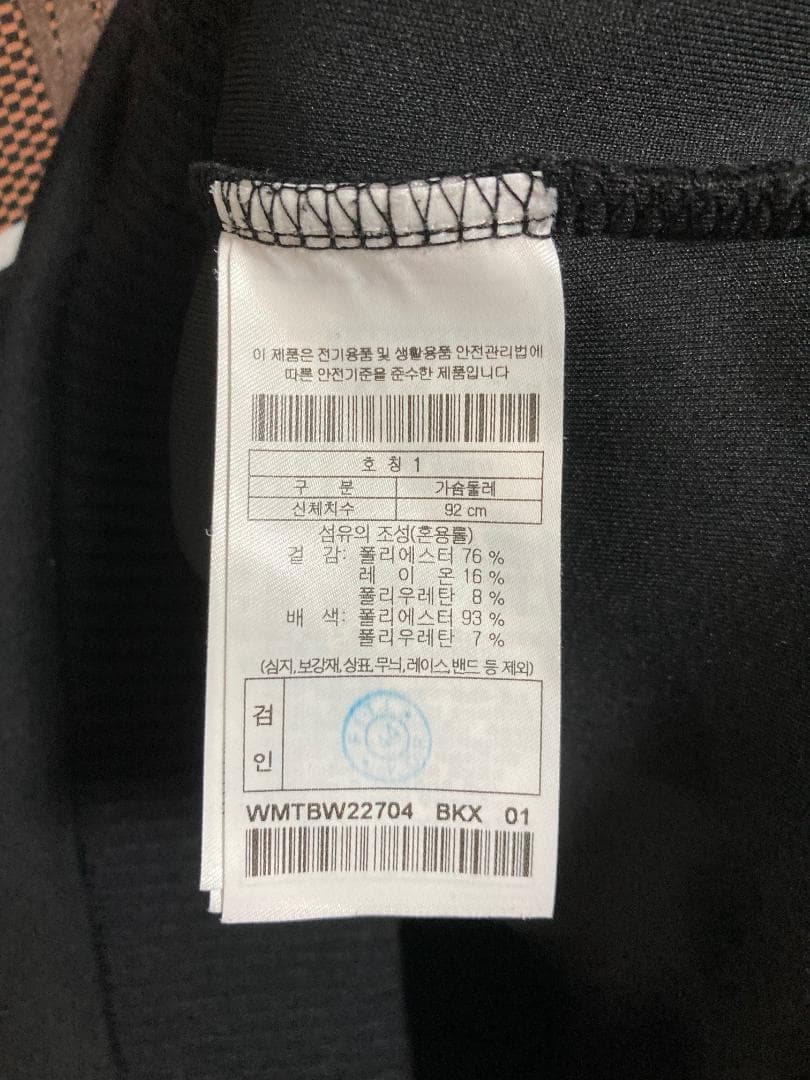 이 제품은 전기용품 및 생활용품 안전관리법에
따른 안전기준을 준수한 제품입니다
호 칭 1
구 분 가슴둘레
신체치수 92 cm
섬유의 조성(혼용률)
겉 감: 폴리에스터 76 %
레 이 온 16 %
폴리우레탄 8 %
배 색: 폴리에스터 93 %
폴리우레탄 7 %
(심지,보강재,상표,무늬,레이스,밴드 등 제외)
검
인
WMTBW22704 BKX 01